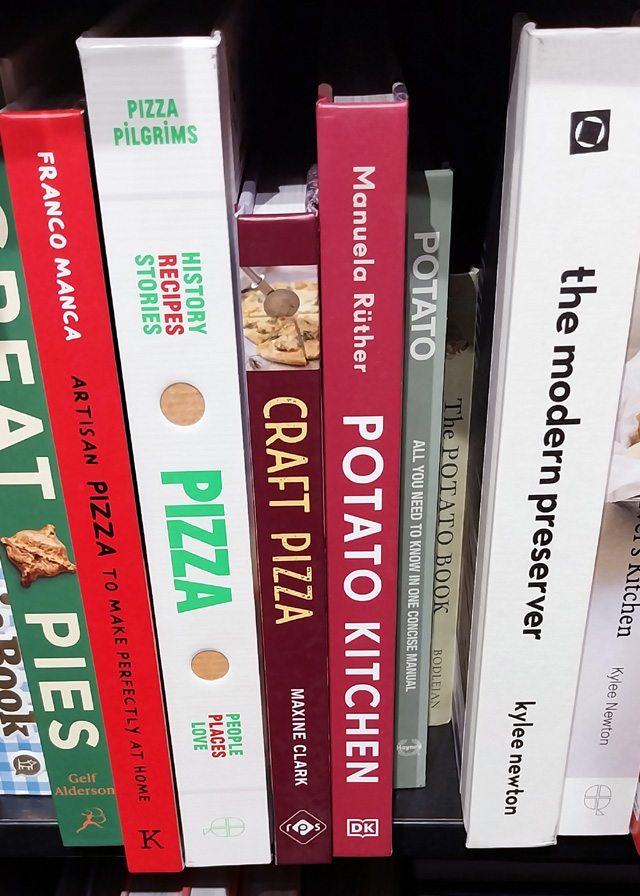 Book
GREAT PIES
Gelf
Alderson
FRANCO MANCA ARTISAN PIZZA TO MAKE PERFECTLY AT HOME
K
PIZZA
PiLGRiMS
HISTORY
RECIPES
STORIES
PIZZA
PEOPLE
PLACES
LOVE
CRAFT PIZZA
MAXINE CLARK
rps
Manuela Rüther POTATO KITCHEN
DK
POTATO ALL YOU NEED TO KNOW IN ONE CONCISE MANUAL
Haynes
The POTATO BOOK BODLEIAN
the modern preserver kylee newton
Kitchen Kylee Newton